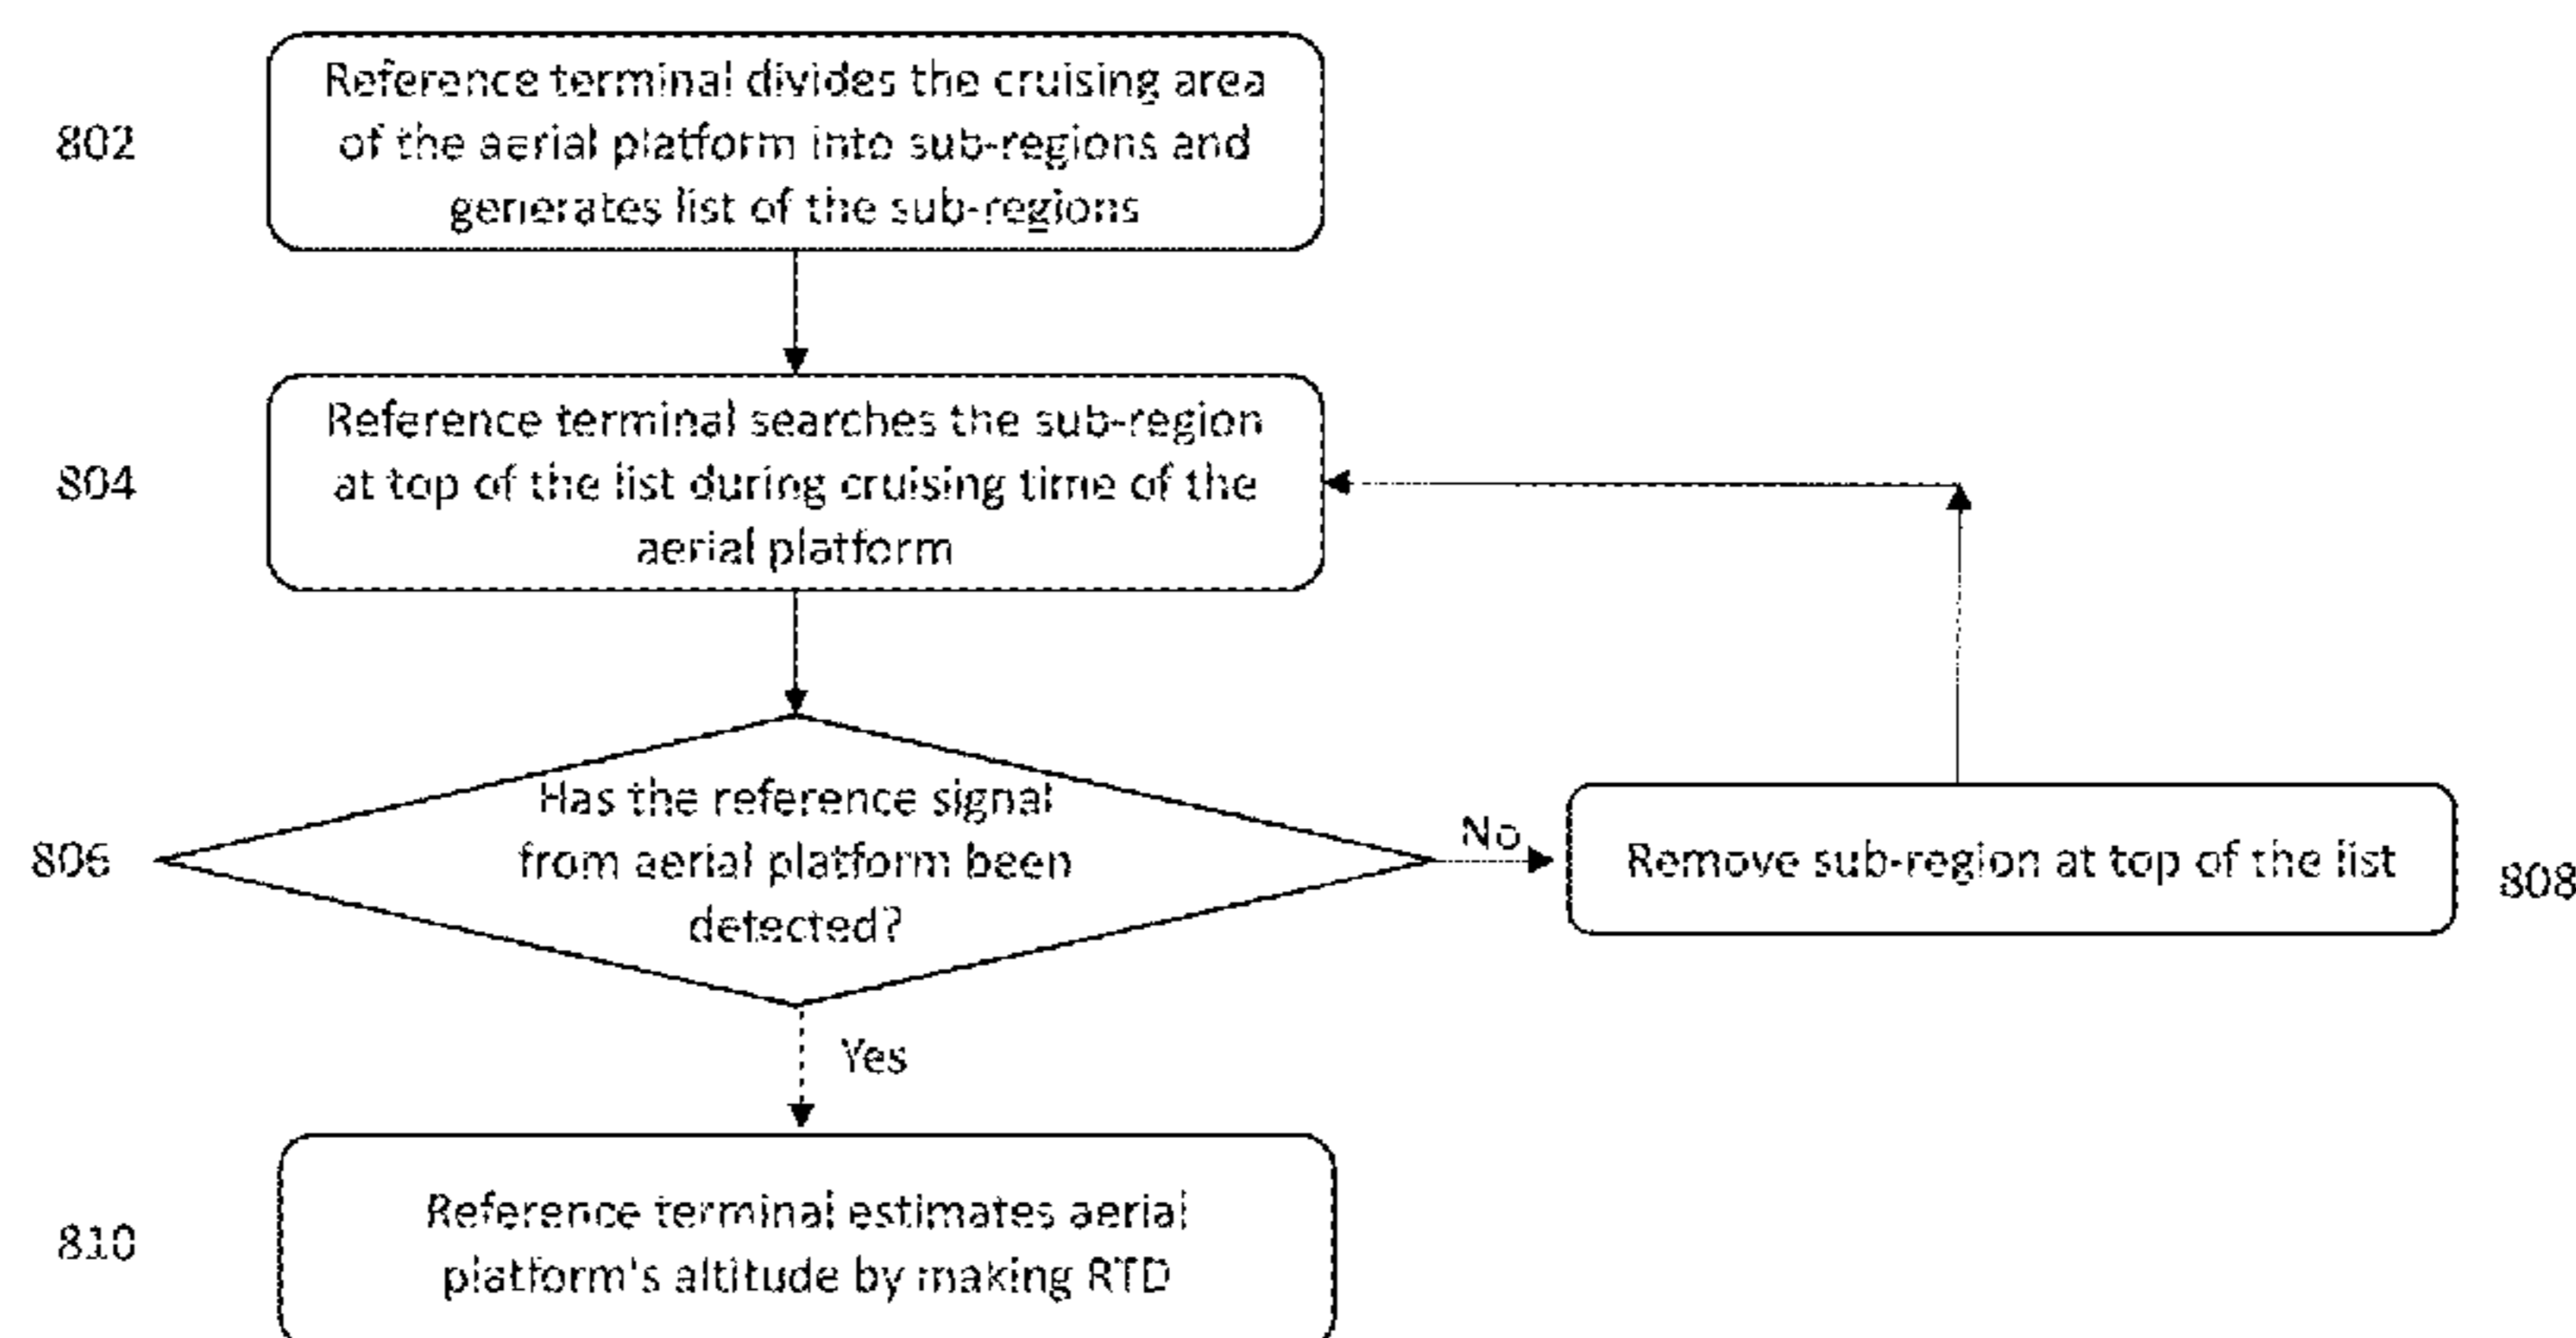 802
Reference terminal divides the cruising area
of the aerial platform into sub-regions and
generates list of the sub-regions
804
Reference terminal searches the sub-region
at top of the list during cruising time of the
aerial platform
806
Has the reference signal
from aerial platform been
detected?
No
Remove sub-region at top of the list
808
Yes
810
Reference terminal estimates aerial
platform's altitude by making RTD